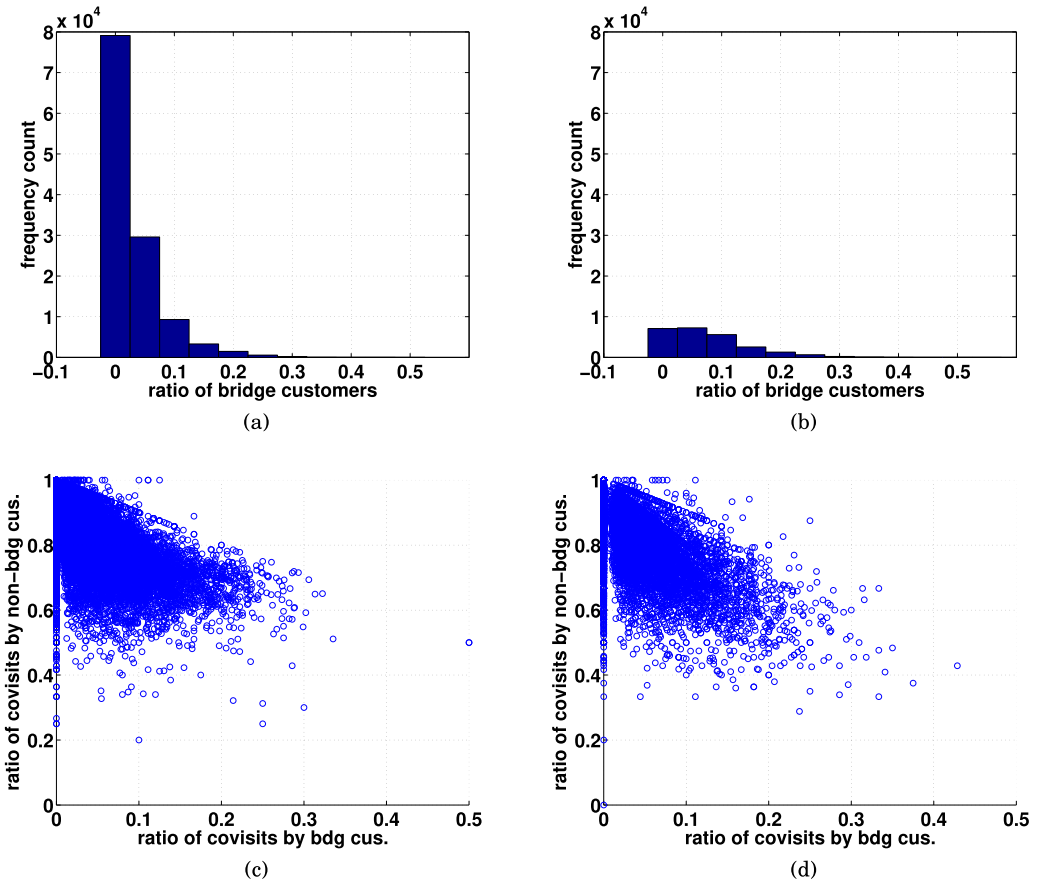 x 10^4
8
7
6
5
4
3
2
1
0
frequency count
−0.1 0 0.1 0.2 0.3 0.4 0.5
ratio of bridge customers
(a)
x 10^4
8
7
6
5
4
3
2
1
0
frequency count
−0.1 0 0.1 0.2 0.3 0.4 0.5
ratio of bridge customers
(b)
1
0.8
0.6
0.4
0.2
0
ratio of covisits by non−bdg cus.
0 0.1 0.2 0.3 0.4 0.5
ratio of covisits by bdg cus.
(c)
1
0.8
0.6
0.4
0.2
0
ratio of covisits by non−bdg cus.
0 0.1 0.2 0.3 0.4 0.5
ratio of covisits by bdg cus.
(d)